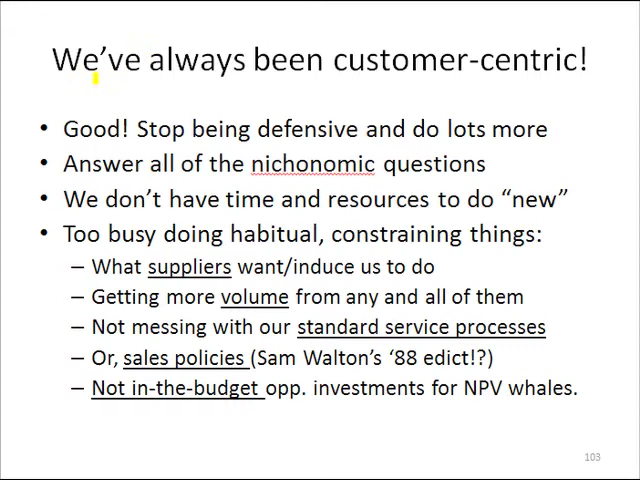 We’ve always been customer-centric!
• Good! Stop being defensive and do lots more
• Answer all of the nichonomic questions
• We don’t have time and resources to do “new”
• Too busy doing habitual, constraining things:
– What suppliers want/induce us to do
– Getting more volume from any and all of them
– Not messing with our standard service processes
– Or, sales policies (Sam Walton’s ‘88 edict!?)
– Not in-the-budget opp. investments for NPV whales.
103